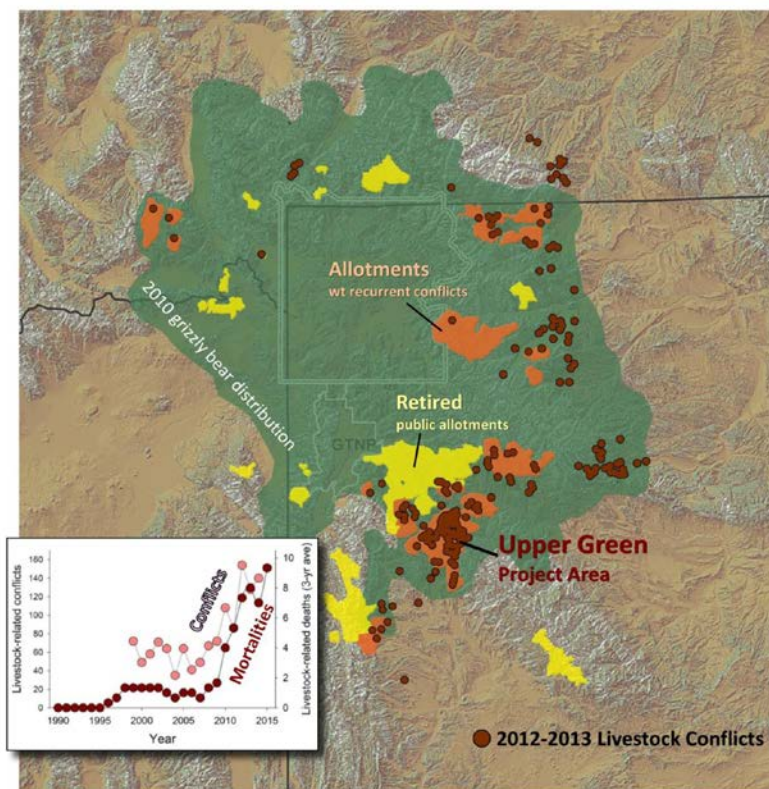 Allotments
wt recurrent conflicts
2010 grizzly bear distribution
Retired
public allotments
GTNP
Upper Green
Project Area
160
140
120
100
80
60
40
20
0
Livestock-related conflicts
Conflicts
Mortalities
10
8
6
4
2
0
Livestock-related deaths (3-yr ave)
1990
1995
2000
2005
2010
2015
Year
2012-2013 Livestock Conflicts